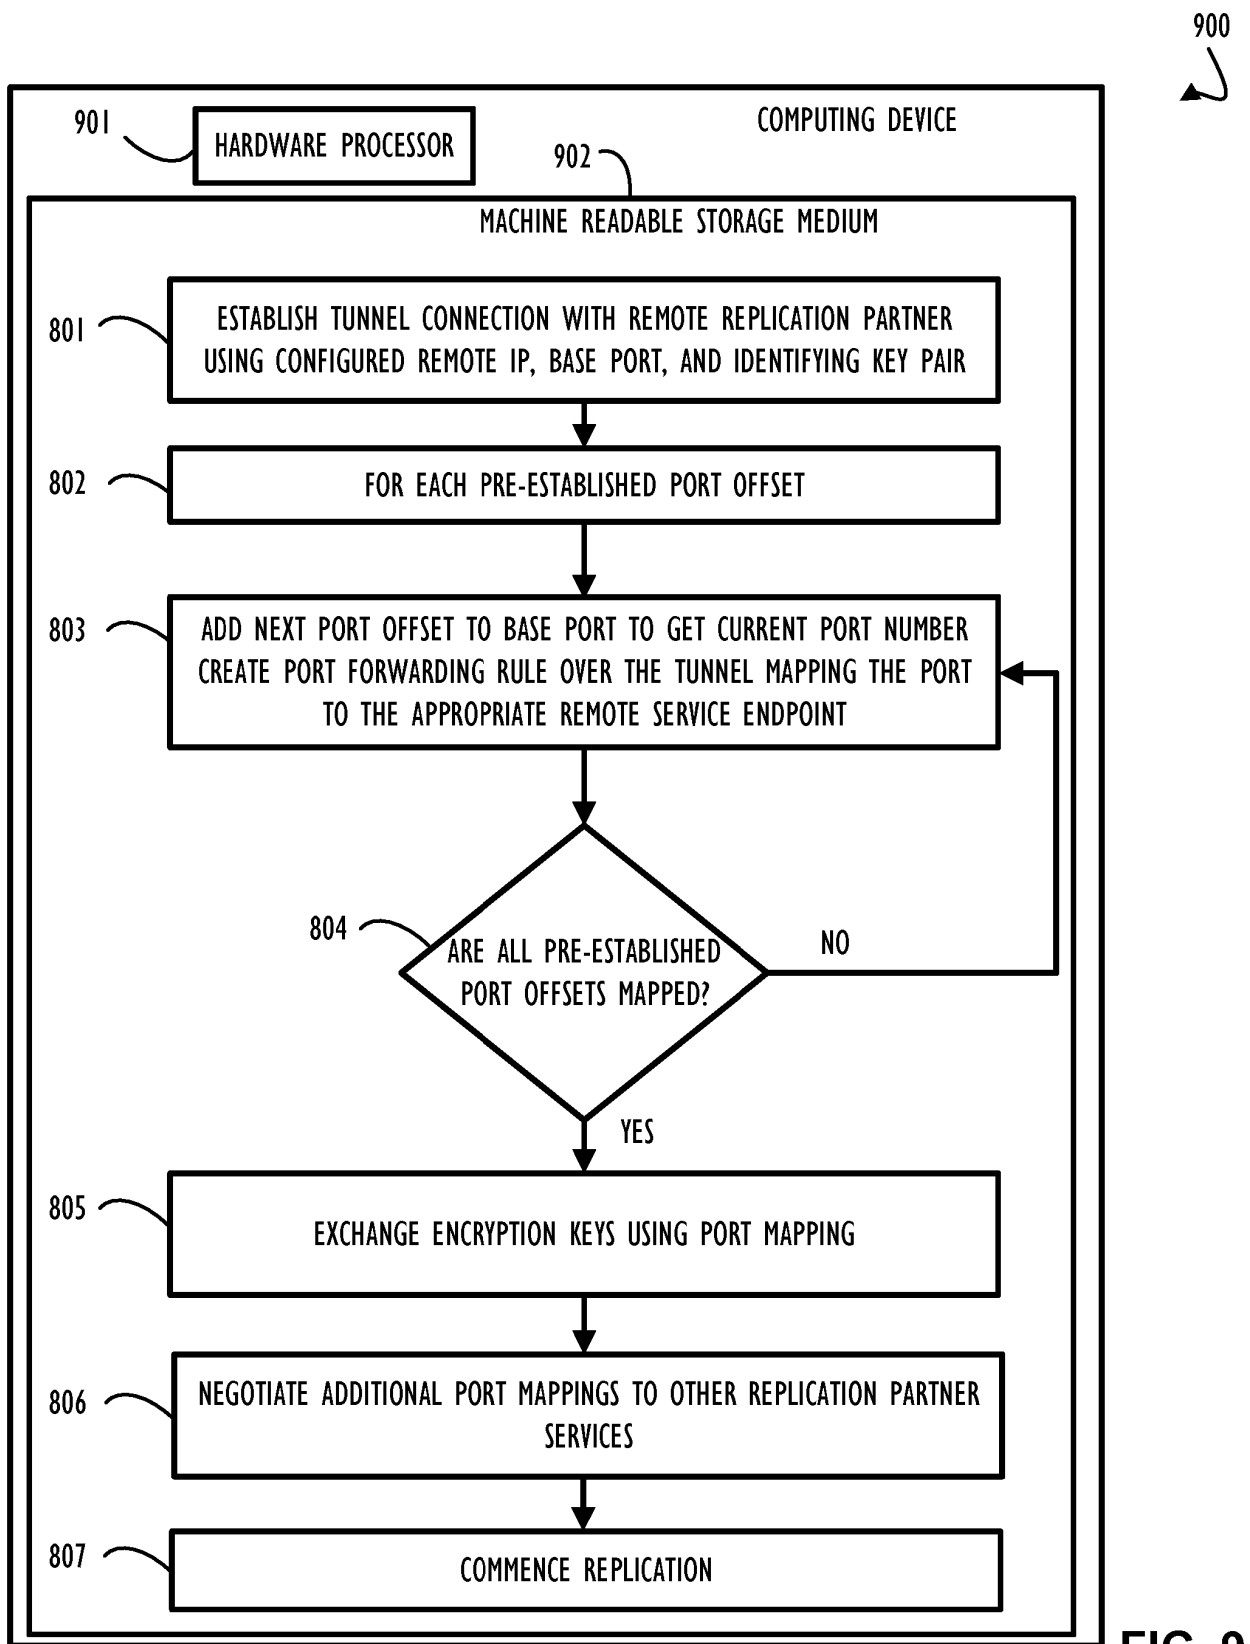 900
901
HARDWARE PROCESSOR
COMPUTING DEVICE
902
MACHINE READABLE STORAGE MEDIUM
801
ESTABLISH TUNNEL CONNECTION WITH REMOTE REPLICATION PARTNER
USING CONFIGURED REMOTE IP, BASE PORT, AND IDENTIFYING KEY PAIR
802
FOR EACH PRE-ESTABLISHED PORT OFFSET
803
ADD NEXT PORT OFFSET TO BASE PORT TO GET CURRENT PORT NUMBER
CREATE PORT FORWARDING RULE OVER THE TUNNEL MAPPING THE PORT
TO THE APPROPRIATE REMOTE SERVICE ENDPOINT
804
ARE ALL PRE-ESTABLISHED
PORT OFFSETS MAPPED?
NO
YES
805
EXCHANGE ENCRYPTION KEYS USING PORT MAPPING
806
NEGOTIATE ADDITIONAL PORT MAPPINGS TO OTHER REPLICATION PARTNER
SERVICES
807
COMMENCE REPLICATION
FIG. 9